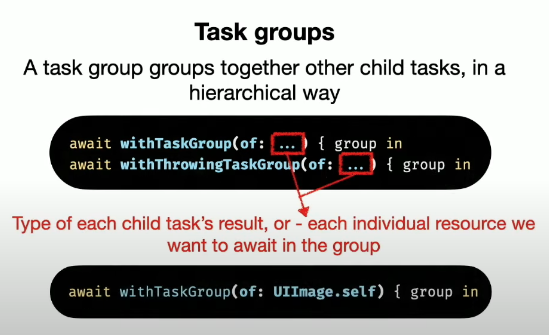 Task groups
A task group groups together other child tasks, in a
hierarchical way
await withTaskGroup(of: ... ) { group in
await withThrowingTaskGroup(of: ... ) { group in
Type of each child task's result, or - each individual resource we
want to await in the group
await withTaskGroup(of: UIImage.self) { group in